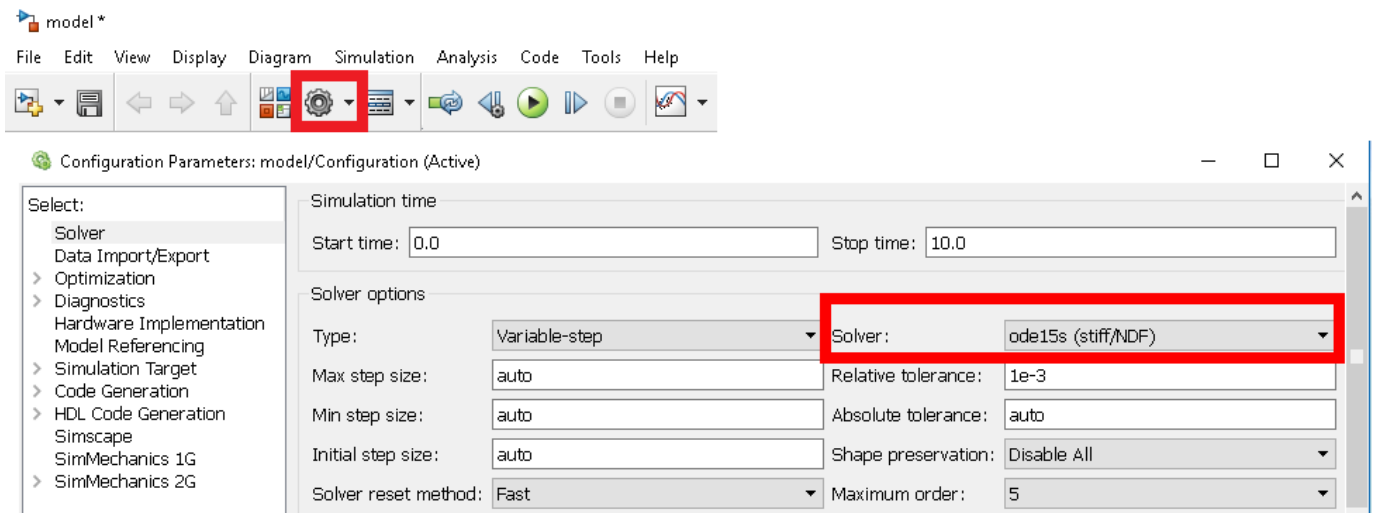 model *
File Edit View Display Diagram Simulation Analysis Code Tools Help
Configuration Parameters: model/Configuration (Active)
Select:
Solver
Data Import/Export
Optimization
Diagnostics
Hardware Implementation
Model Referencing
Simulation Target
Code Generation
HDL Code Generation
Simscape
SimMechanics 1G
SimMechanics 2G
Simulation time
Start time: 0.0 Stop time: 10.0
Solver options
Type: Variable-step Solver: ode15s (stiff/NDF)
Max step size: auto Relative tolerance: 1e-3
Min step size: auto Absolute tolerance: auto
Initial step size: auto Shape preservation: Disable All
Solver reset method: Fast Maximum order: 5